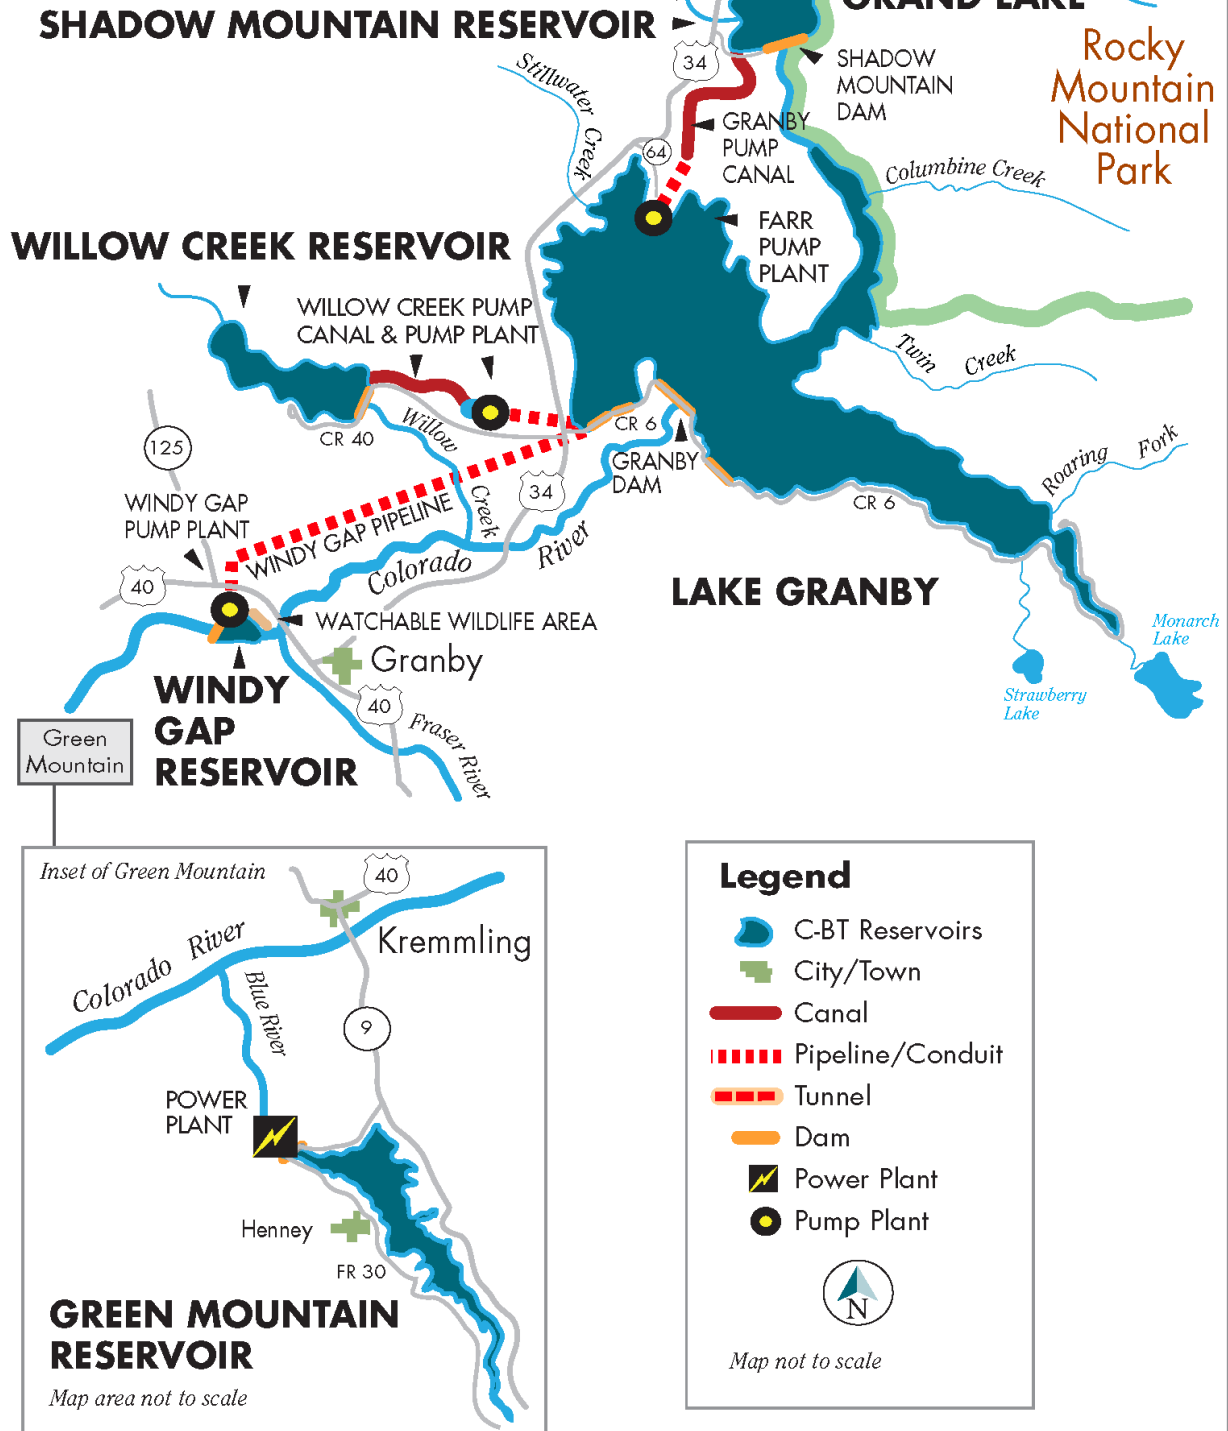 GRAND LAKE
SHADOW MOUNTAIN RESERVOIR
34
SHADOW
MOUNTAIN
DAM
Rocky
Mountain
National
Park
Stillwater Creek
GRANBY
PUMP
CANAL
64
Columbine Creek
FARR
PUMP
PLANT
WILLOW CREEK RESERVOIR
WILLOW CREEK PUMP
CANAL & PUMP PLANT
Twin Creek
CR 40
Willow Creek
CR 6
GRANBY
DAM
125
34
Roaring Fork
CR 6
WINDY GAP
PUMP PLANT
WINDY GAP PIPELINE
Colorado River
40
LAKE GRANBY
WATCHABLE WILDLIFE AREA
Monarch
Lake
Granby
Strawberry
Lake
WINDY
GAP
RESERVOIR
40
Fraser River
Green
Mountain
Inset of Green Mountain
40
Kremmling
Colorado River
Blue River
9
POWER
PLANT
Henney
FR 30
GREEN MOUNTAIN
RESERVOIR
Map area not to scale
Legend
C-BT Reservoirs
City/Town
Canal
Pipeline/Conduit
Tunnel
Dam
Power Plant
Pump Plant
N
Map not to scale